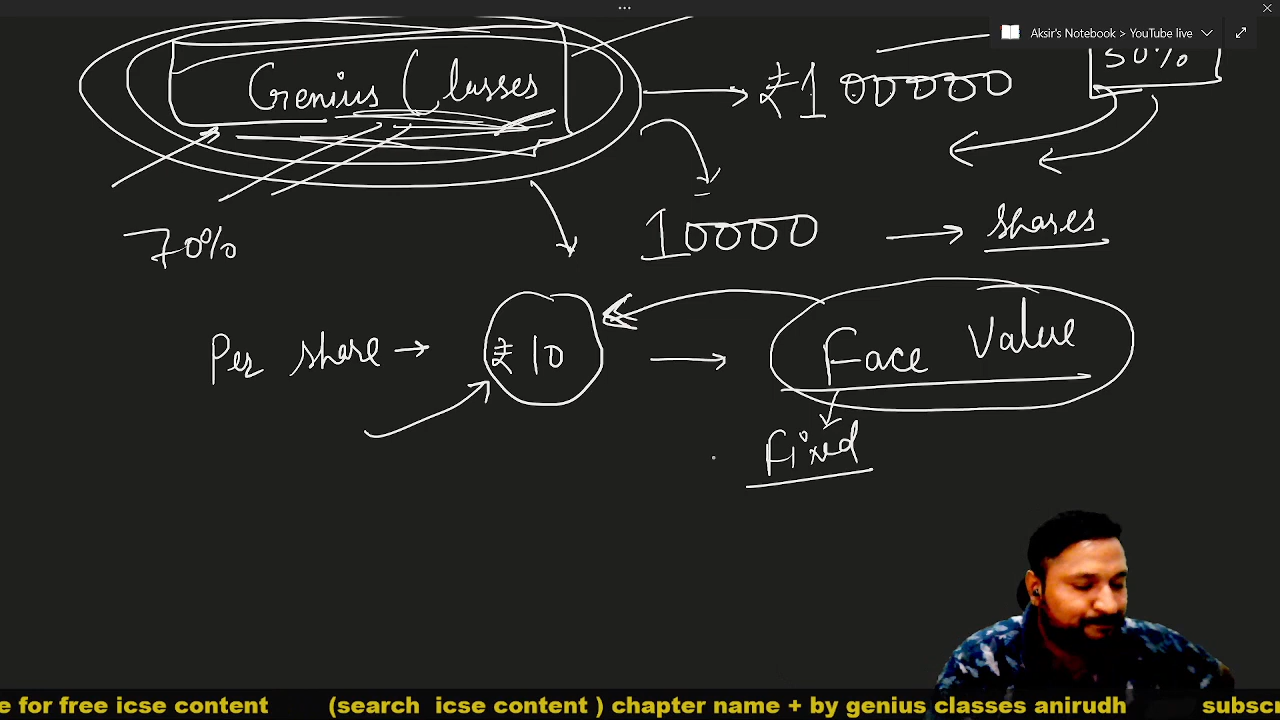 Aksir's Notebook > YouTube live
30%
Genius Classes → ₹1 00000
70%
10000 → shares
Per share → ₹10 → Face Value
Fixed
e for free icse content (search icse content ) chapter name + by genius classes anirudh subsc